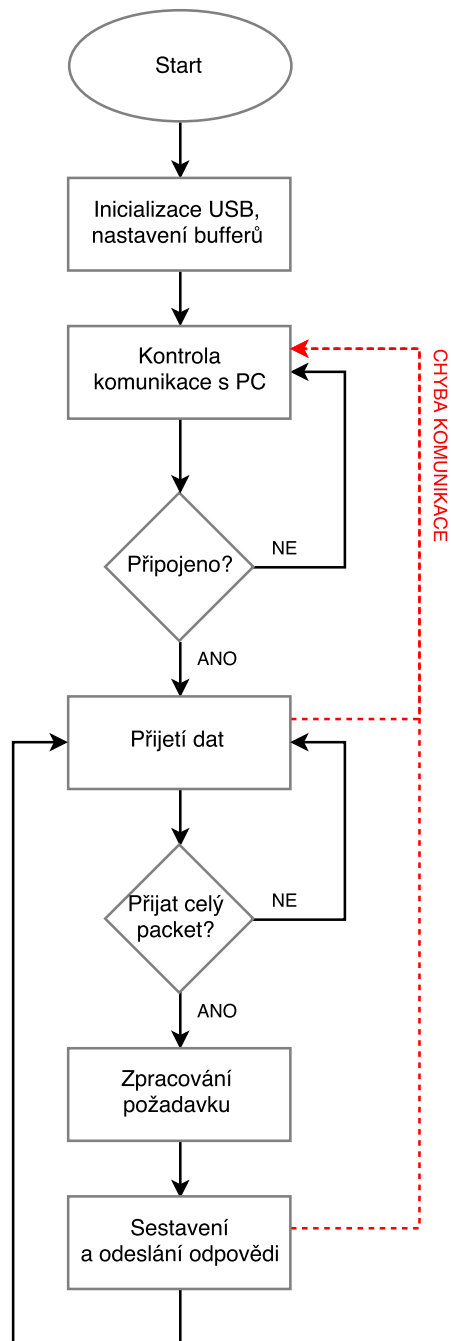 Start
Inicializace USB,
nastavení bufferů
Kontrola
komunikace s PC
CHYBA KOMUNIKACE
Připojeno?
NE
ANO
Přijetí dat
Přijat celý
packet?
NE
ANO
Zpracování
požadavku
Sestavení
a odeslání odpovědi